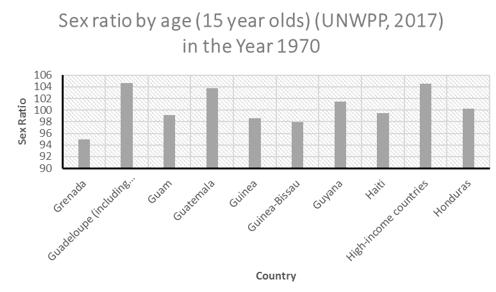 Sex ratio by age (15 year olds) (UNWPP, 2017)
in the Year 1970
106
104
102
100
98
96
94
92
90
Sex Ratio
Grenada
Guadeloupe (including...
Guam
Guatemala
Guinea
Guinea-Bissau
Guyana
Haiti
High-income countries
Honduras
Country